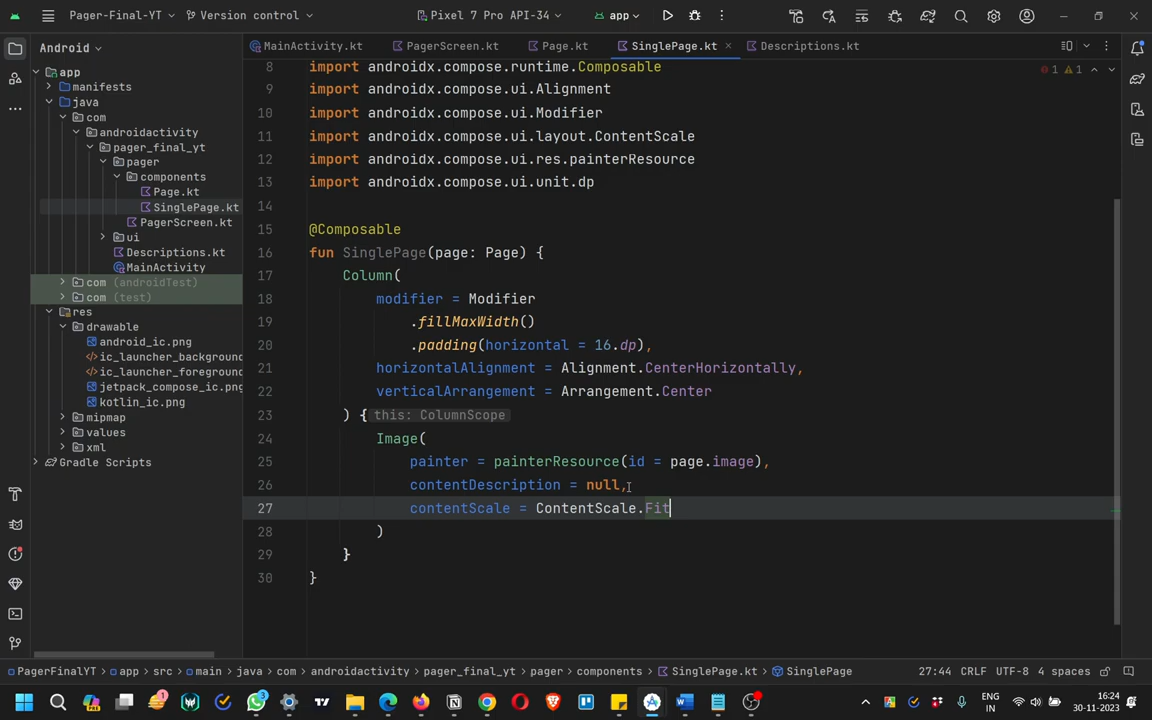 Pager-Final-YT
Version control
Pixel 7 Pro API-34
app
MainActivity.kt
PagerScreen.kt
Page.kt
SinglePage.kt
Descriptions.kt
Android
app
manifests
java
com
androidactivity
pager_final_yt
pager
components
Page.kt
SinglePage.kt
PagerScreen.kt
ui
Descriptions.kt
MainActivity
com (androidTest)
com (test)
res
drawable
android_ic.png
ic_launcher_background
ic_launcher_foreground
jetpack_compose_ic.png
kotlin_ic.png
mipmap
values
xml
Gradle Scripts
1 1
8 import androidx.compose.runtime.Composable
9 import androidx.compose.ui.Alignment
10 import androidx.compose.ui.Modifier
11 import androidx.compose.ui.layout.ContentScale
12 import androidx.compose.ui.res.painterResource
13 import androidx.compose.ui.unit.dp
14
15 @Composable
16 fun SinglePage(page: Page) {
17 Column(
18 modifier = Modifier
19 .fillMaxWidth()
20 .padding(horizontal = 16.dp),
21 horizontalAlignment = Alignment.CenterHorizontally,
22 verticalArrangement = Arrangement.Center
23 ) { this: ColumnScope
24 Image(
25 painter = painterResource(id = page.image),
26 contentDescription = null,
27 contentScale = ContentScale.Fit
28 )
29 }
30 }
PagerFinalYT > app > src > main > java > com > androidactivity > pager_final_yt > pager > components > SinglePage.kt > SinglePage
27:44 CRLF UTF-8 4 spaces
1
3
ENG
IN
16:24
30-11-2023